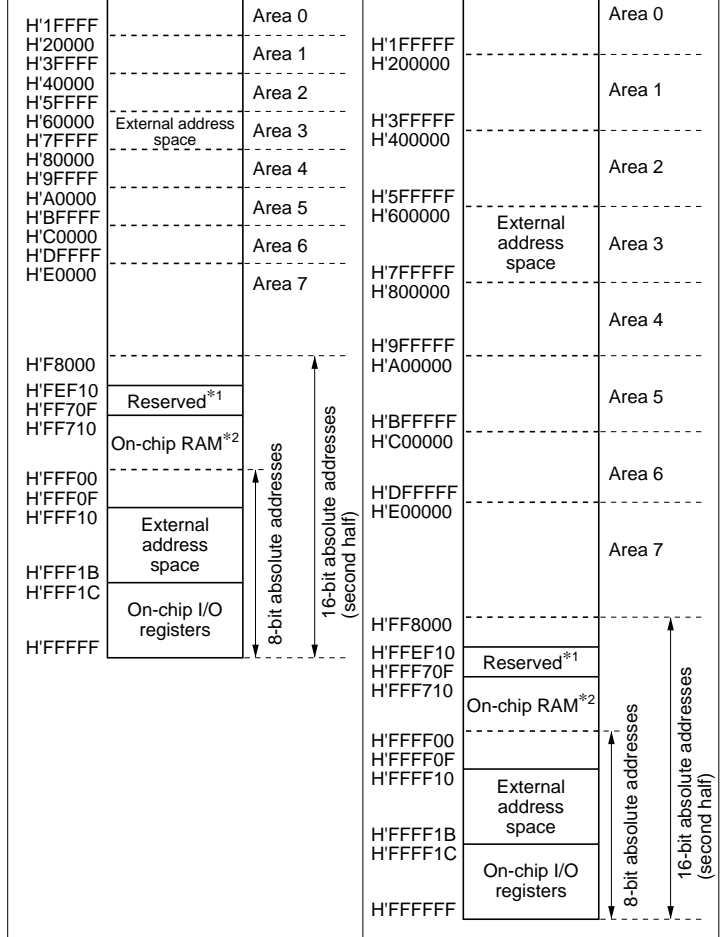 H'1FFFF
H'20000
H'3FFFF
H'40000
H'5FFFF
H'60000
H'7FFFF
H'80000
H'9FFFF
H'A0000
H'BFFFF
H'C0000
H'DFFFF
H'E0000
H'F8000
H'FEF10
H'FF70F
H'FF710
H'FFF00
H'FFF0F
H'FFF10
H'FFF1B
H'FFF1C
H'FFFFF
External address
space
Reserved*1
On-chip RAM*2
External
address
space
On-chip I/O
registers
Area 0
Area 1
Area 2
Area 3
Area 4
Area 5
Area 6
Area 7
8-bit absolute addresses
16-bit absolute addresses
(second half)
H'1FFFFF
H'200000
H'3FFFFF
H'400000
H'5FFFFF
H'600000
H'7FFFFF
H'800000
H'9FFFFF
H'A00000
H'BFFFFF
H'C00000
H'DFFFFF
H'E00000
H'FF8000
H'FFEF10
H'FFF70F
H'FFF710
H'FFFF00
H'FFFF0F
H'FFFF10
H'FFFF1B
H'FFFF1C
H'FFFFFF
External
address
space
Reserved*1
On-chip RAM*2
External
address
space
On-chip I/O
registers
Area 0
Area 1
Area 2
Area 3
Area 4
Area 5
Area 6
Area 7
8-bit absolute addresses
16-bit absolute addresses
(second half)